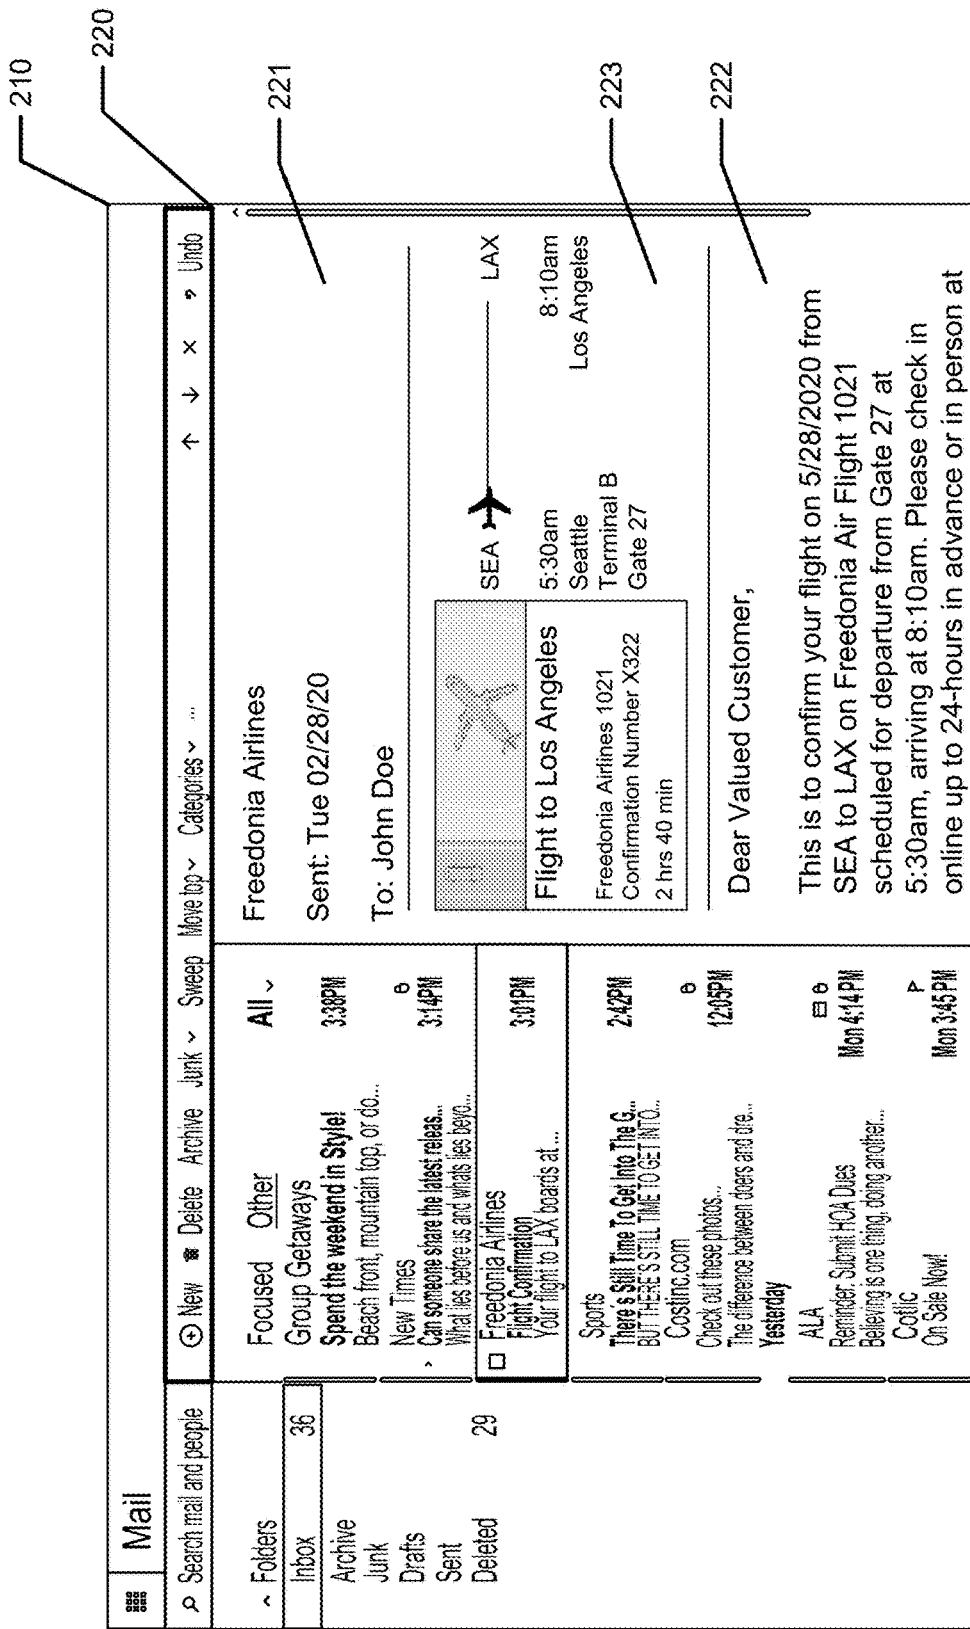 210
220
221
223
222
Mail
Search mail and people
New Delete Archive Junk Sweep Move top Categories ... Undo
Folders
Inbox 36
Archive
Junk
Drafts
Sent
Deleted 29
Focused Other All
Group Getaways
Spend the weekend in Style!
Beach front, mountain top, or do... 3:38PM
New Times
Can someone share the latest releas... 3:14PM
What lies before us and whats lies beyo...
Freedonia Airlines
Flight Confirmation 3:01PM
Your flight to LAX boards at ...
Sports
There's Still Time To Get Into The G... 2:42PM
BUT THERE'S STILL TIME TO GET INTO...
Costinc.com
Check out these photos... 12:05PM
The difference between doers and dre...
Yesterday
ALA
Reminder: Submit HOA Dues Mon 4:14PM
Believing is one thing, doing another...
Cotlic
On Sale Now! Mon 3:45PM
Freedonia Airlines
Sent: Tue 02/28/20
To: John Doe
Flight to Los Angeles
Freedonia Airlines 1021
Confirmation Number X322
2 hrs 40 min
SEA LAX
5:30am 8:10am
Seattle Los Angeles
Terminal B
Gate 27
Dear Valued Customer,
This is to confirm your flight on 5/28/2020 from
SEA to LAX on Freedonia Air Flight 1021
scheduled for departure from Gate 27 at
5:30am, arriving at 8:10am. Please check in
online up to 24-hours in advance or in person at